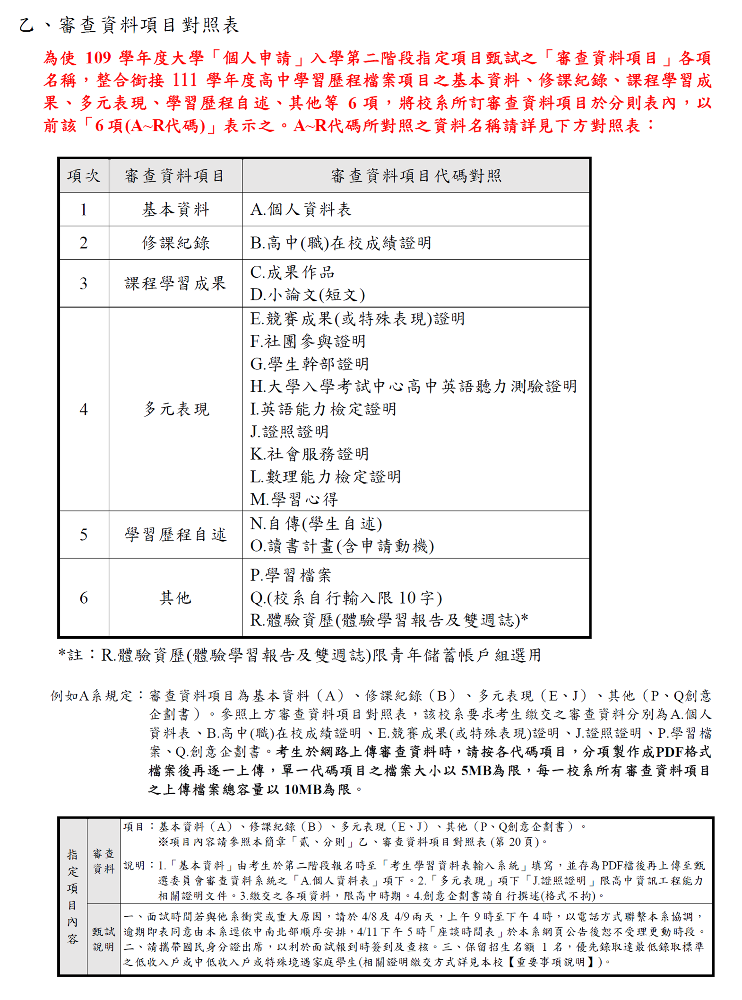 乙、審查資料項目對照表
為使 109 學年度大學「個人申請」入學第二階段指定項目甄試之「審查資料項目」各項
名稱，整合銜接 111 學年度高中學習歷程檔案項目之基本資料、修課紀錄、課程學習成
果、多元表現、學習歷程自述、其他等 6 項，將校系所訂審查資料項目於分則表內，以
前該「6 項(A~R代碼)」表示之。A~R代碼所對照之資料名稱請詳見下方對照表：
項次 審查資料項目 審查資料項目代碼對照
1 基本資料 A.個人資料表
2 修課紀錄 B.高中(職)在校成績證明
3 課程學習成果
C.成果作品
D.小論文(短文)
4 多元表現
E.競賽成果(或特殊表現)證明
F.社團參與證明
G.學生幹部證明
H.大學入學考試中心高中英語聽力測驗證明
I.英語能力檢定證明
J.證照證明
K.社會服務證明
L.數理能力檢定證明
M.學習心得
5 學習歷程自述
N.自傳(學生自述)
O.讀書計畫(含申請動機)
6 其他
P.學習檔案
Q.(校系自行輸入限 10 字)
R.體驗資歷(體驗學習報告及雙週誌)*
*註：R.體驗資歷(體驗學習報告及雙週誌)限青年儲蓄帳戶組選用
例如A系規定：審查資料項目為基本資料（A）、修課紀錄（B）、多元表現（E、J）、其他（P、Q創意
企劃書）。參照上方審查資料項目對照表，該校系要求考生繳交之審查資料分別為A.個人
資料表、B.高中(職)在校成績證明、E.競賽成果(或特殊表現)證明、J.證照證明、P.學習檔
案、Q.創意企劃書。考生於網路上傳審查資料時，請按各代碼項目，分項製作成PDF格式
檔案後再逐一上傳，單一代碼項目之檔案大小以 5MB為限，每一校系所有審查資料項目
之上傳檔案總容量以 10MB為限。
指定項目內容
審查
資料
項目：基本資料（A）、修課紀錄（B）、多元表現（E、J）、其他（P、Q創意企劃書）。
※項目內容請參照本簡章「貳、分則」乙、審查資料項目對照表 (第 20 頁)。
說明：1.「基本資料」由考生於第二階段報名時至「考生學習資料表輸入系統」填寫，並存為PDF檔後再上傳至甄
選委員會審查資料系統之「A.個人資料表」項下。2.「多元表現」項下「J.證照證明」限高中資訊工程能力
相關證明文件。3.繳交之各項資料，限高中時期。4.創意企劃書請自行撰述(格式不拘)。
甄試
說明
一、面試時間若與他系衝突或重大原因，請於 4/8 及 4/9 兩天，上午 9 時至下午 4 時，以電話方式聯繫本系協調，
逾期即表同意由本系逕依中南北部順序安排，4/11 下午 5 時「座談時間表」於本系網頁公告後恕不受理更動時段。
二、請攜帶國民身分證出席，以利於面試報到時簽到及查核。三、保留招生名額 1 名，優先錄取達最低錄取標準
之低收入戶或中低收入戶或特殊境遇家庭學生(相關證明繳交方式詳見本校【重要事項說明】)。